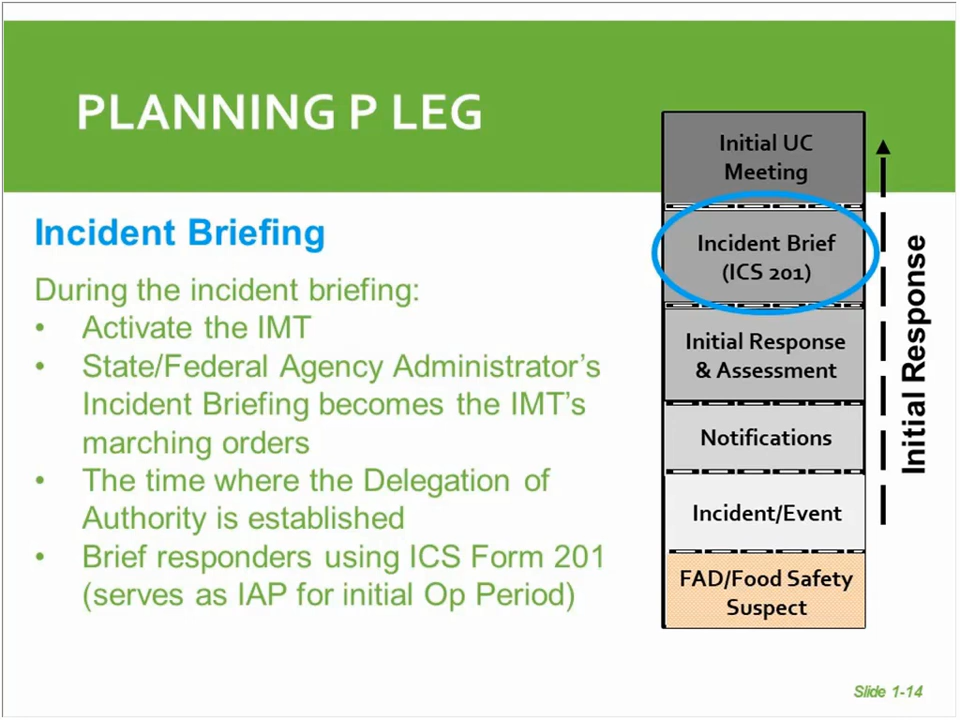 PLANNING P LEG
Incident Briefing
During the incident briefing:
• Activate the IMT
• State/Federal Agency Administrator's
Incident Briefing becomes the IMT's
marching orders
• The time where the Delegation of
Authority is established
• Brief responders using ICS Form 201
(serves as IAP for initial Op Period)
Initial UC
Meeting
Incident Brief
(ICS 201)
Initial Response
& Assessment
Notifications
Incident/Event
FAD/Food Safety
Suspect
Initial Response
Slide 1-14